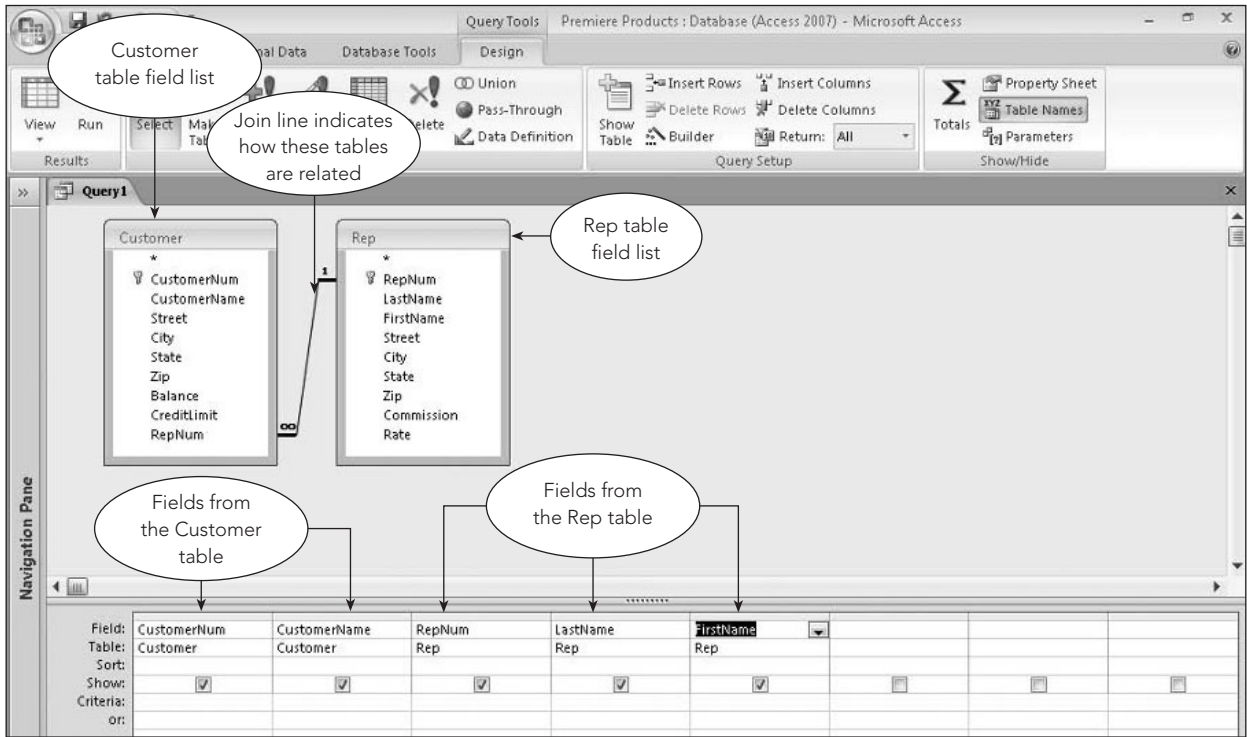 Query Tools
Premiere Products : Database (Access 2007) - Microsoft Access
Customer
table field list
nal Data
Database Tools
Design
View
Run
Select
Join line indicates
how these tables
are related
Union
Pass-Through
Data Definition
Show
Table
Insert Rows
Delete Rows
Builder
Insert Columns
Delete Columns
Return: All
Totals
Property Sheet
Table Names
Parameters
Results
Query Setup
Show/Hide
Query1
Customer
*
CustomerNum
CustomerName
Street
City
State
Zip
Balance
CreditLimit
RepNum
1
∞
Rep
*
RepNum
LastName
FirstName
Street
City
State
Zip
Commission
Rate
Rep table
field list
Navigation Pane
Fields from
the Customer
table
Fields from
the Rep table
Field: CustomerNum CustomerName RepNum LastName FirstName
Table: Customer Customer Rep Rep Rep
Sort:
Show:
Criteria:
or: